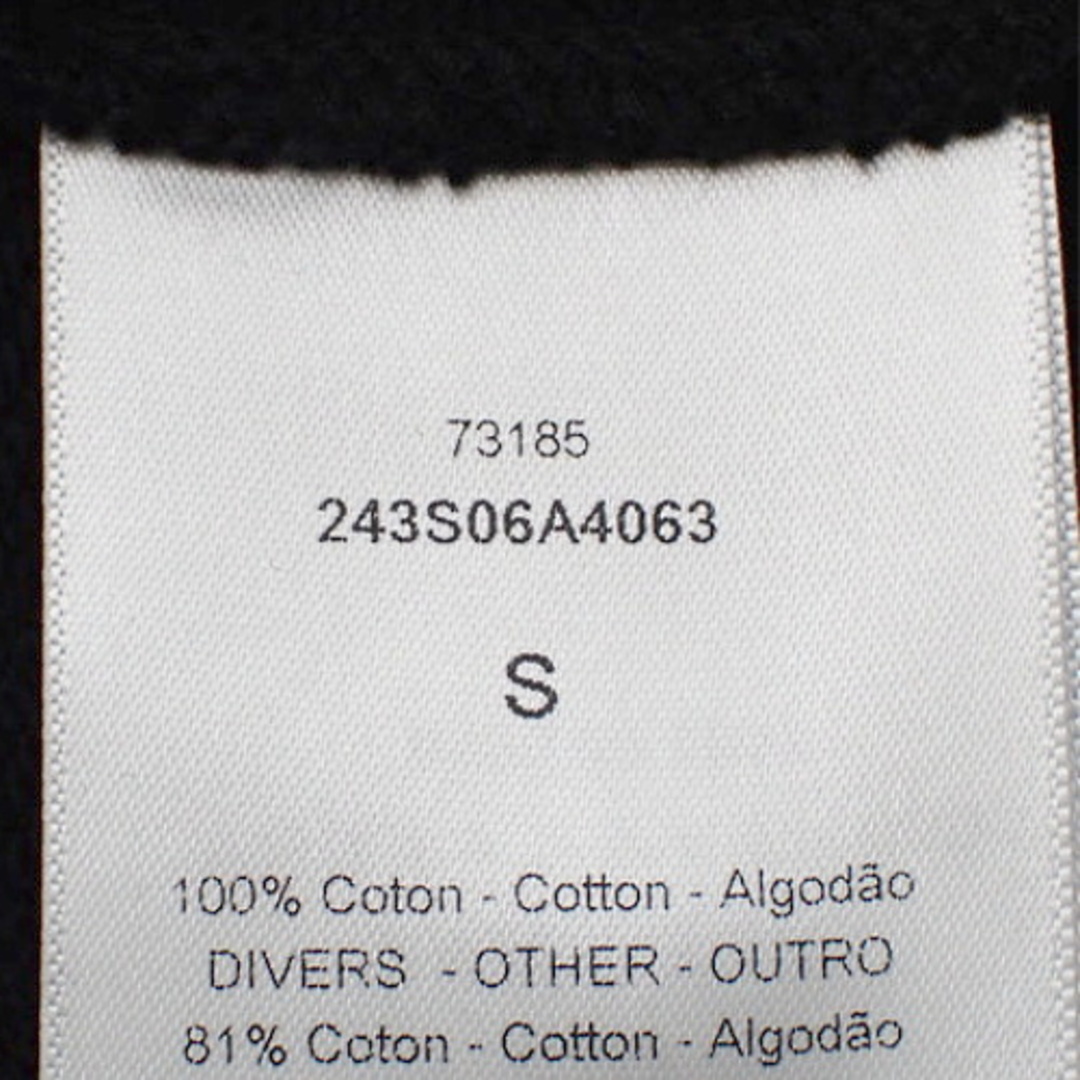 73185
243S06A4063
S
100% Coton - Cotton - Algodão
DIVERS - OTHER - OUTRO
81% Coton - Cotton - Algodão